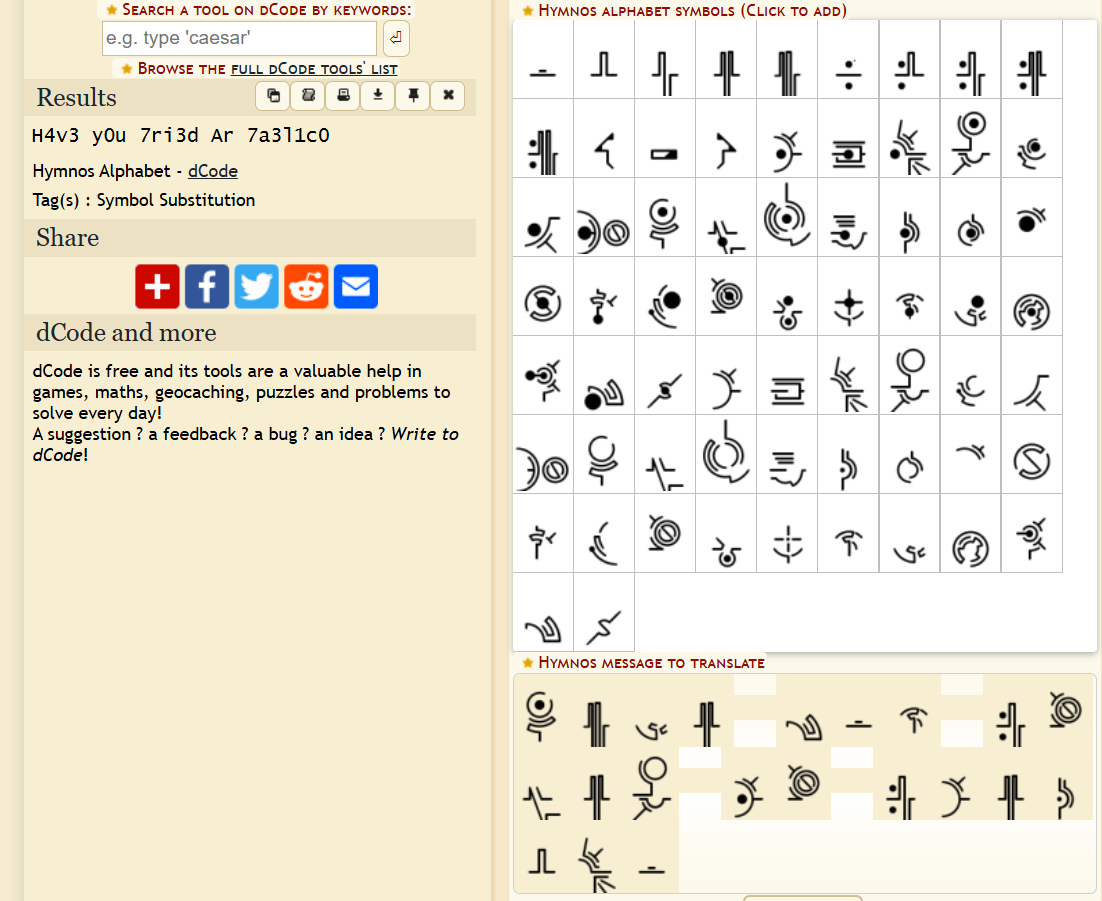 ★ Search a tool on dCode by keywords:
e.g. type 'caesar'
★ Browse the full dCode tools' list
Results
H4v3 y0u 7ri3d Ar 7a3l1c0
Hymnos Alphabet - dCode
Tag(s) : Symbol Substitution
Share
dCode and more
dCode is free and its tools are a valuable help in
games, maths, geocaching, puzzles and problems to
solve every day!
A suggestion ? a feedback ? a bug ? an idea ? Write to
dCode!
★ Hymnos alphabet symbols (Click to add)
★ Hymnos message to translate